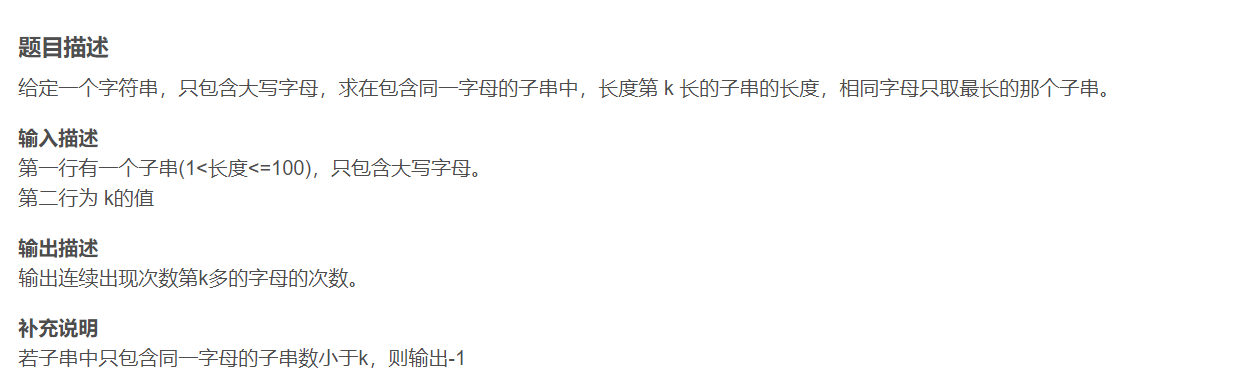 题目描述
给定一个字符串，只包含大写字母，求在包含同一字母的子串中，长度第 k 长的子串的长度，相同字母只取最长的那个子串。
输入描述
第一行有一个子串(1<长度<=100)，只包含大写字母。
第二行为 k的值
输出描述
输出连续出现次数第k多的字母的次数。
补充说明
若子串中只包含同一字母的子串数小于k，则输出-1